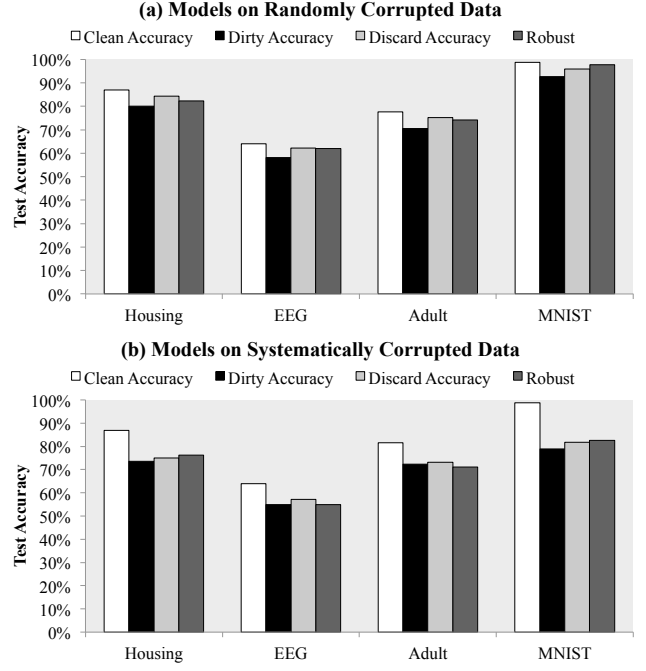 (a) Models on Randomly Corrupted Data
Clean Accuracy Dirty Accuracy Discard Accuracy Robust
Test Accuracy
100%
90%
80%
70%
60%
50%
40%
30%
20%
10%
0%
Housing EEG Adult MNIST
(b) Models on Systematically Corrupted Data
Clean Accuracy Dirty Accuracy Discard Accuracy Robust
Test Accuracy
100%
90%
80%
70%
60%
50%
40%
30%
20%
10%
0%
Housing EEG Adult MNIST